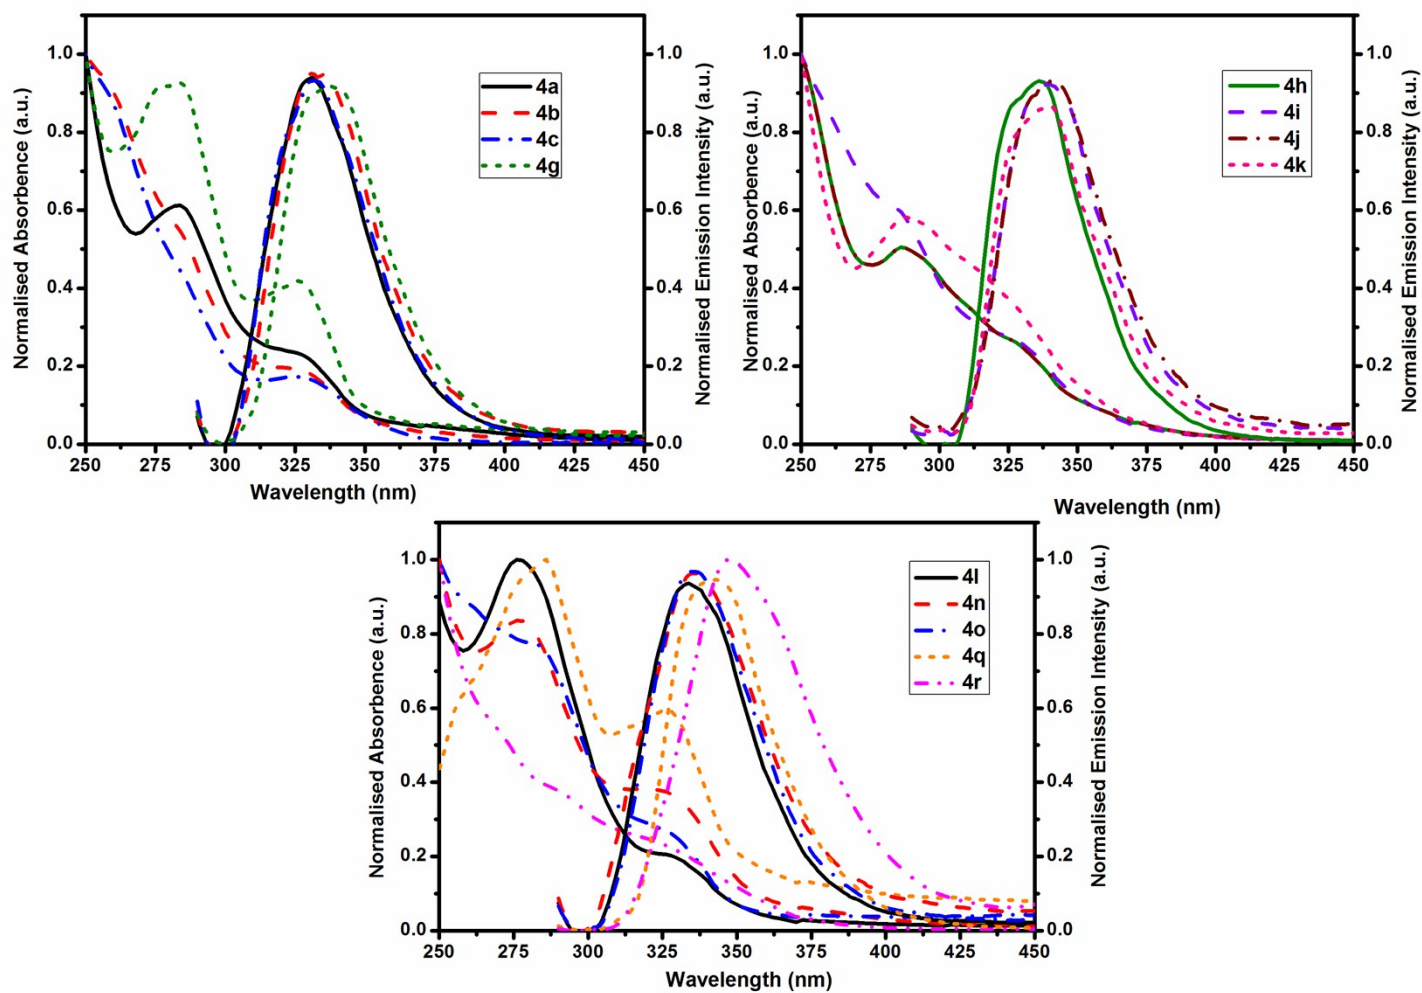 1.0
0.8
0.6
0.4
0.2
0.0
Normalised Absorbence (a.u.)
250 275 300 325 350 375 400 425 450
Wavelength (nm)
1.0
0.8
0.6
0.4
0.2
0.0
Normalised Emission Intensity (a.u.)
4a
4b
4c
4g
1.0
0.8
0.6
0.4
0.2
0.0
Normalised Absorbence (a.u.)
250 275 300 325 350 375 400 425 450
Wavelength (nm)
1.0
0.8
0.6
0.4
0.2
0.0
Normalised Emission Intensity (a.u.)
4h
4i
4j
4k
1.0
0.8
0.6
0.4
0.2
0.0
Normalised Absorbence (a.u.)
250 275 300 325 350 375 400 425 450
Wavelength (nm)
1.0
0.8
0.6
0.4
0.2
0.0
Normalised Emission Intensity (a.u.)
4l
4n
4o
4q
4r